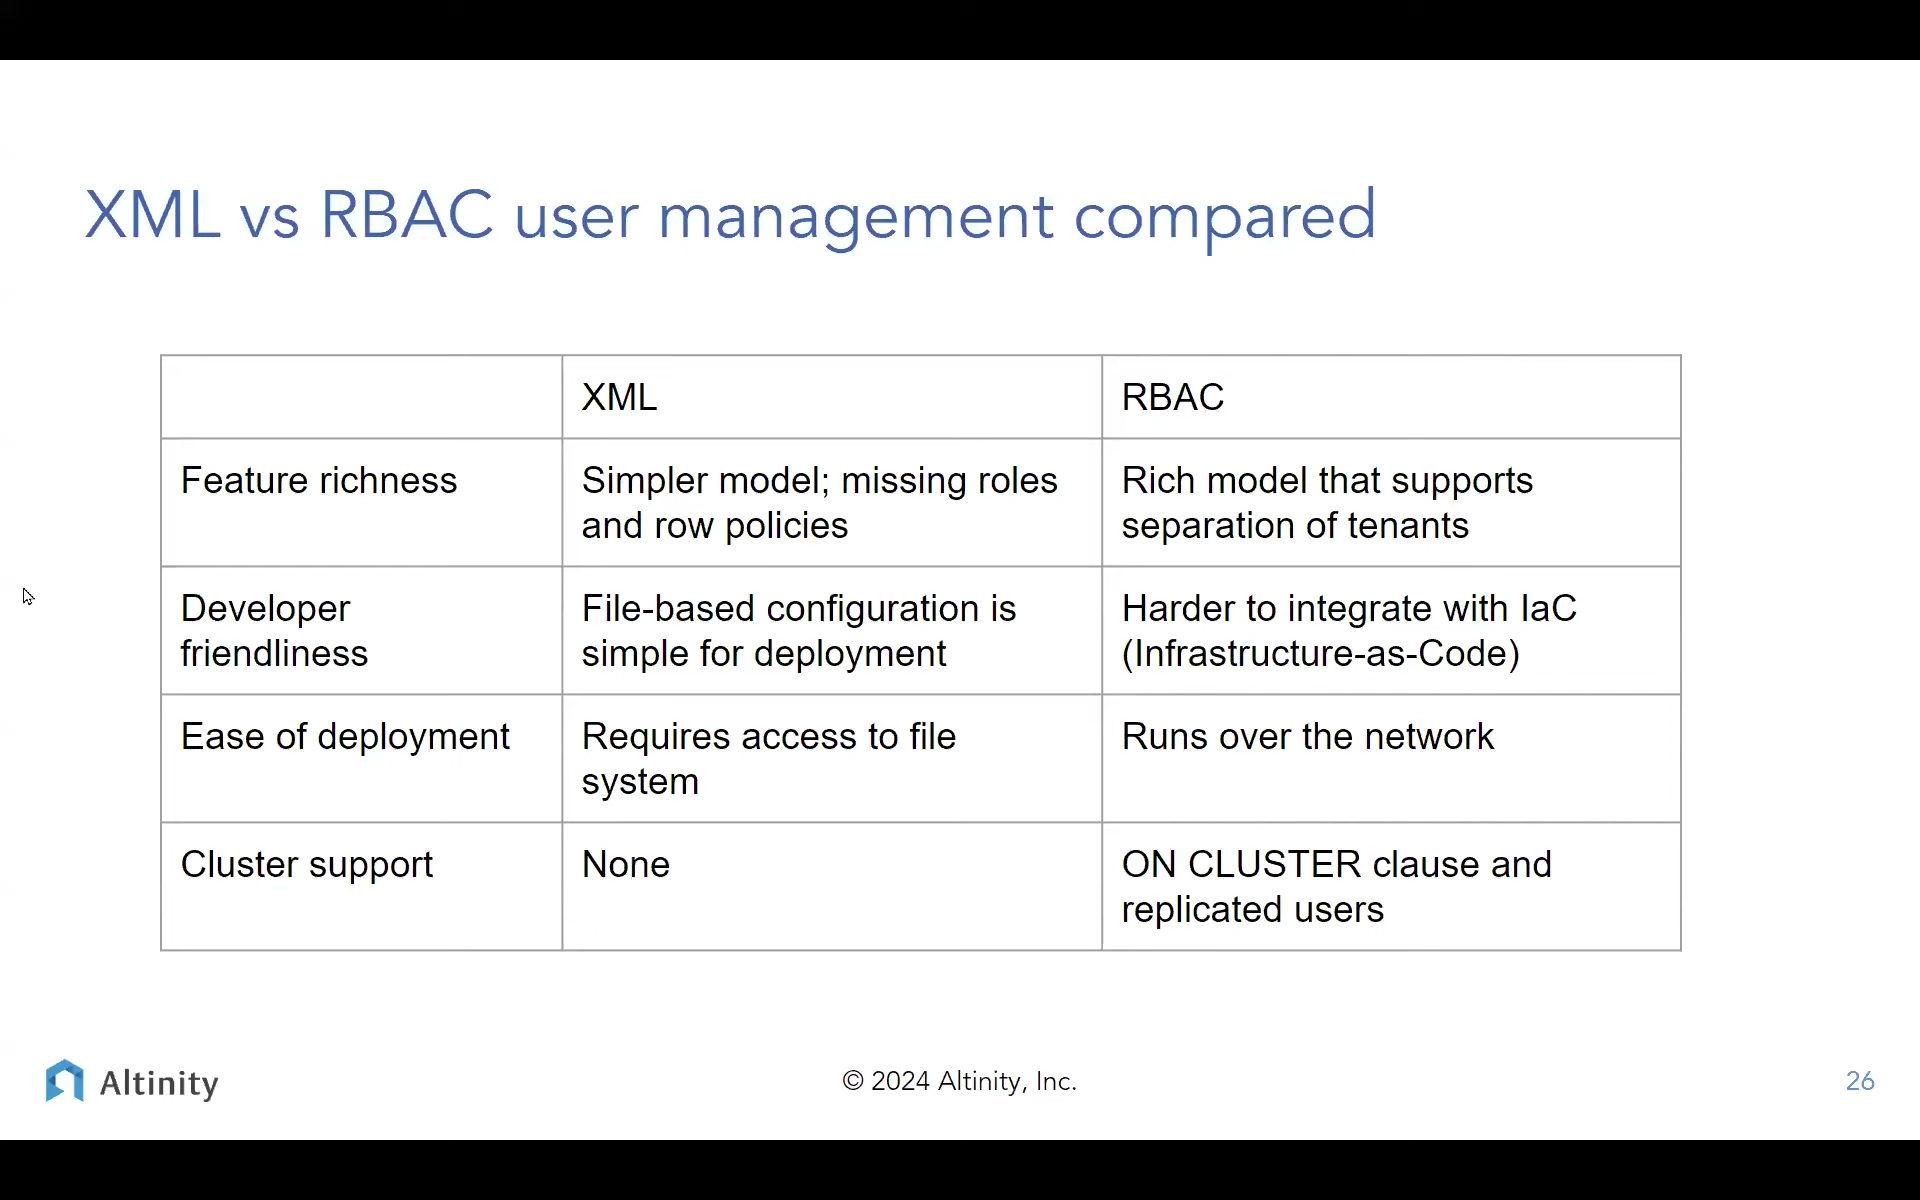 XML vs RBAC user management compared
XML
RBAC
Feature richness
Simpler model; missing roles
and row policies
Rich model that supports
separation of tenants
Developer
friendliness
File-based configuration is
simple for deployment
Harder to integrate with IaC
(Infrastructure-as-Code)
Ease of deployment
Requires access to file
system
Runs over the network
Cluster support
None
ON CLUSTER clause and
replicated users
Altinity
© 2024 Altinity, Inc.
26